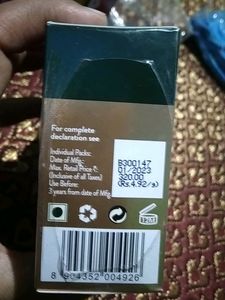 For complete
declaration see
Individual Packs:
Date of Mfg.:
Max. Retail Price ₹:
(Inclusive of all Taxes)
Use Before:
3 years from date of Mfg.
B300147
01/2023
320.00
(Rs.4.92/g)
12M
8 904352 004926